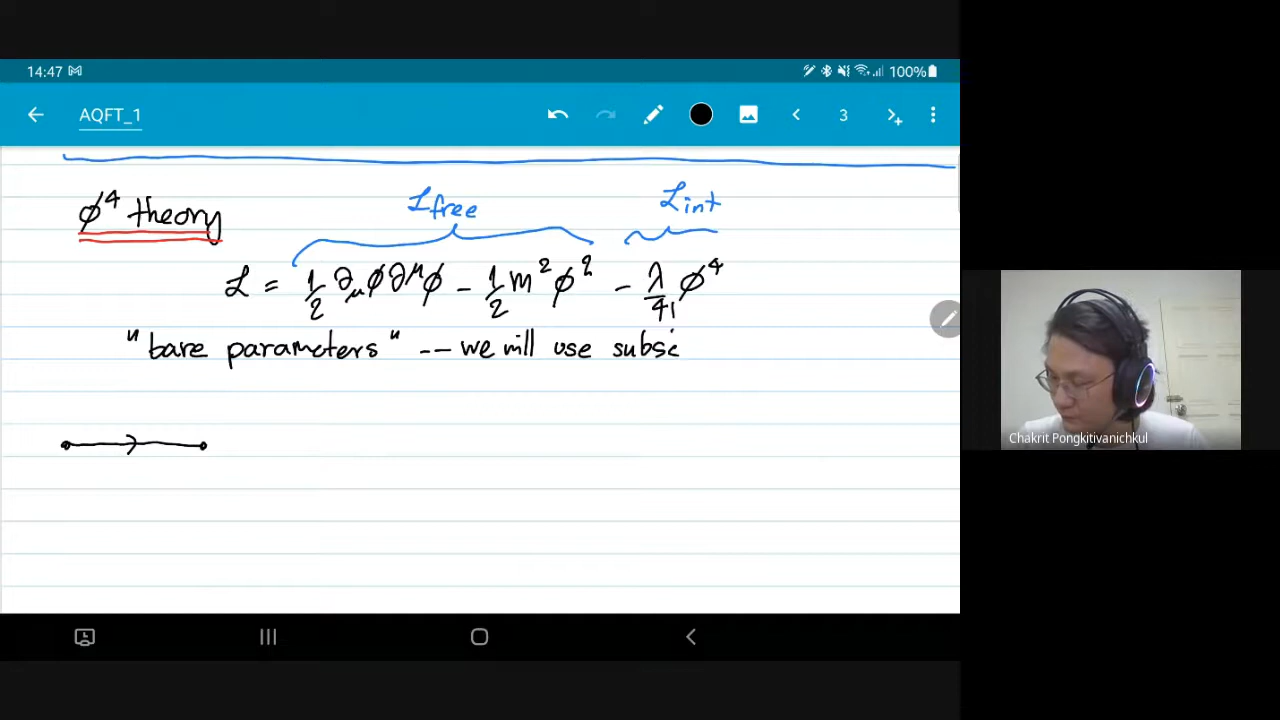 14:47 100%
AQFT_1 3
ϕ⁴ theory
ℒfree ℒint
ℒ = 1/2 ∂μϕ∂^μϕ - 1/2 m²ϕ² - λ/4! ϕ⁴
"bare parameters" -- we will use subsc
Chakrit Pongkitivanichkul